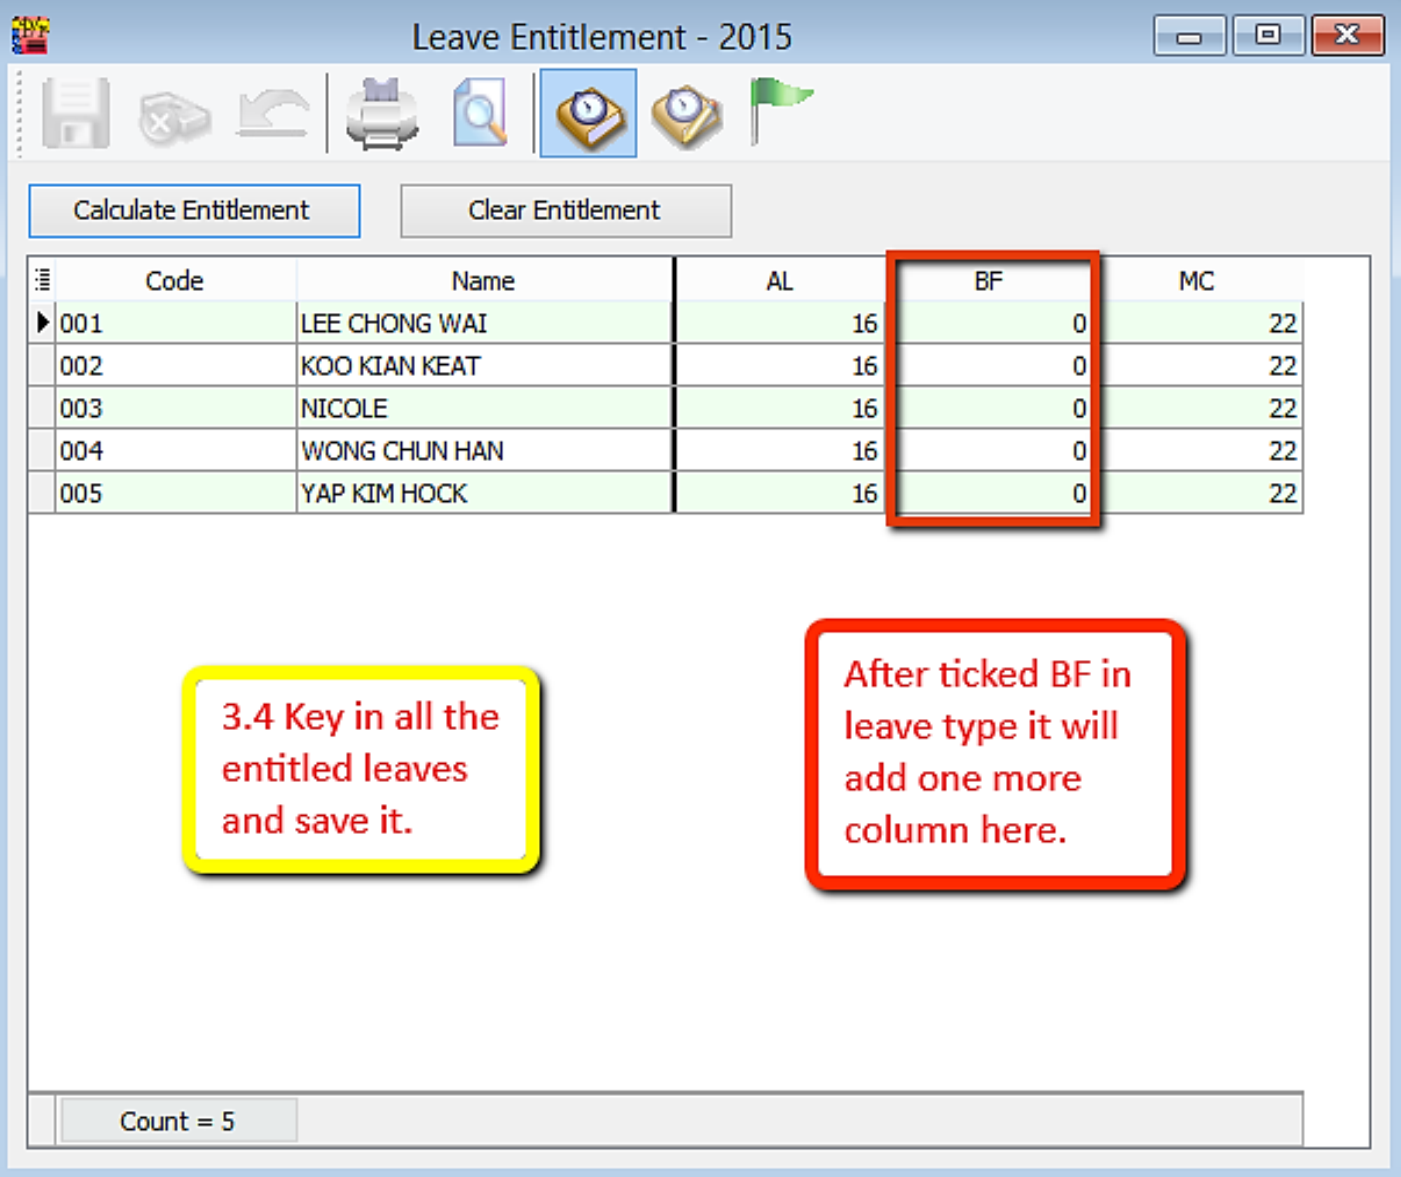 Leave Entitlement - 2015
Calculate Entitlement Clear Entitlement
Code Name AL BF MC
001 LEE CHONG WAI 16 0 22
002 KOO KIAN KEAT 16 0 22
003 NICOLE 16 0 22
004 WONG CHUN HAN 16 0 22
005 YAP KIM HOCK 16 0 22
3.4 Key in all the
entitled leaves
and save it.
After ticked BF in
leave type it will
add one more
column here.
Count = 5